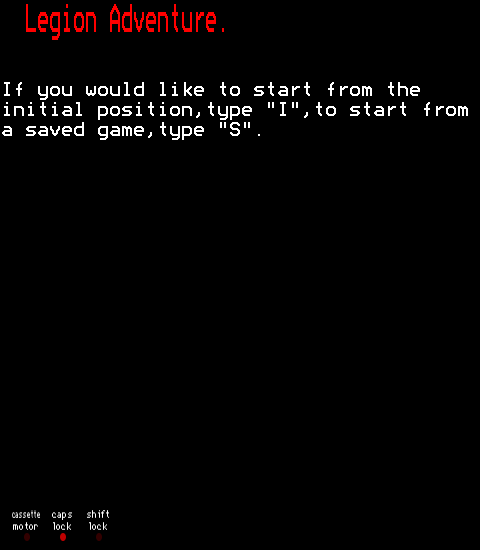 Legion Adventure.
If you would like to start from the
initial position,type "I",to start from
a saved game,type "S".
cassette motor
caps lock
shift lock